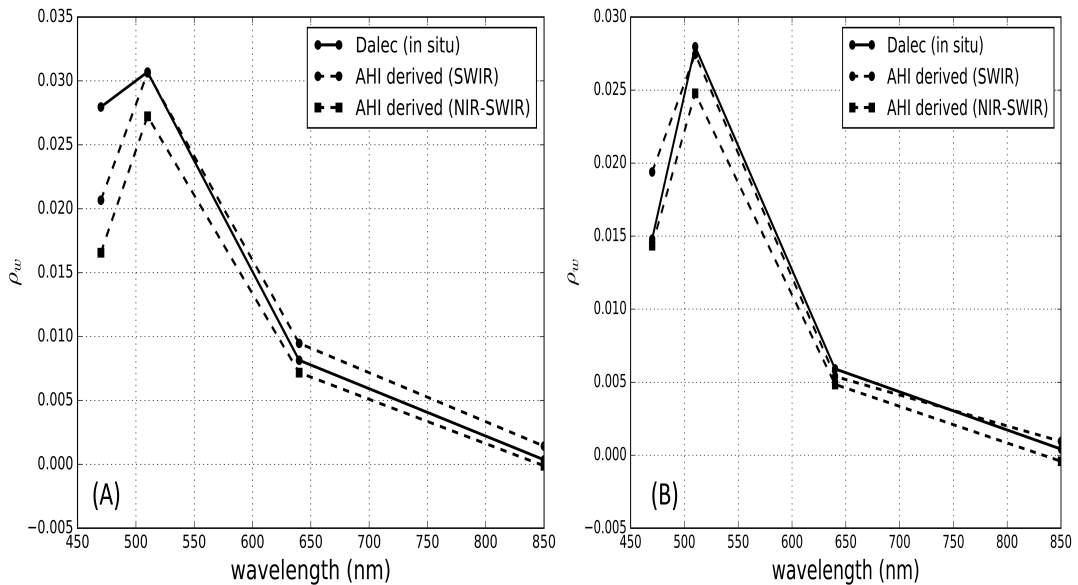 0.035
0.030
0.025
0.020
0.015
0.010
0.005
0.000
−0.005
ρw
450 500 550 600 650 700 750 800 850
wavelength (nm)
Dalec (in situ)
AHI derived (SWIR)
AHI derived (NIR-SWIR)
(A)
0.030
0.025
0.020
0.015
0.010
0.005
0.000
−0.005
ρw
450 500 550 600 650 700 750 800 850
wavelength (nm)
Dalec (in situ)
AHI derived (SWIR)
AHI derived (NIR-SWIR)
(B)